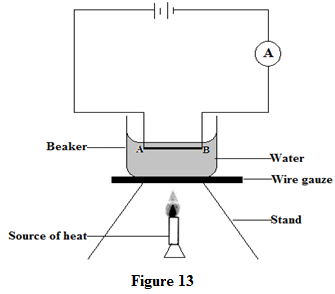 A
Beaker
A
B
Water
Wire gauze
Stand
Source of heat
Figure 13